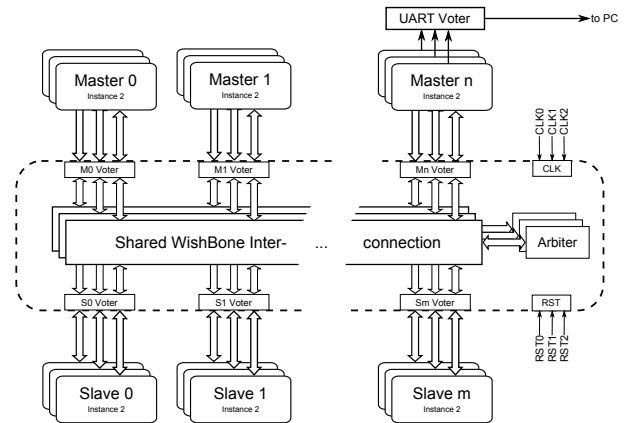 UART Voter
to PC
Master 0
Instance 2
Master 1
Instance 2
Master n
Instance 2
CLK0
CLK1
CLK2
M0 Voter
M1 Voter
Mn Voter
CLK
Shared WishBone Inter-
...
connection
Arbiter
S0 Voter
S1 Voter
Sm Voter
RST
RST0
RST1
RST2
Slave 0
Instance 2
Slave 1
Instance 2
Slave m
Instance 2